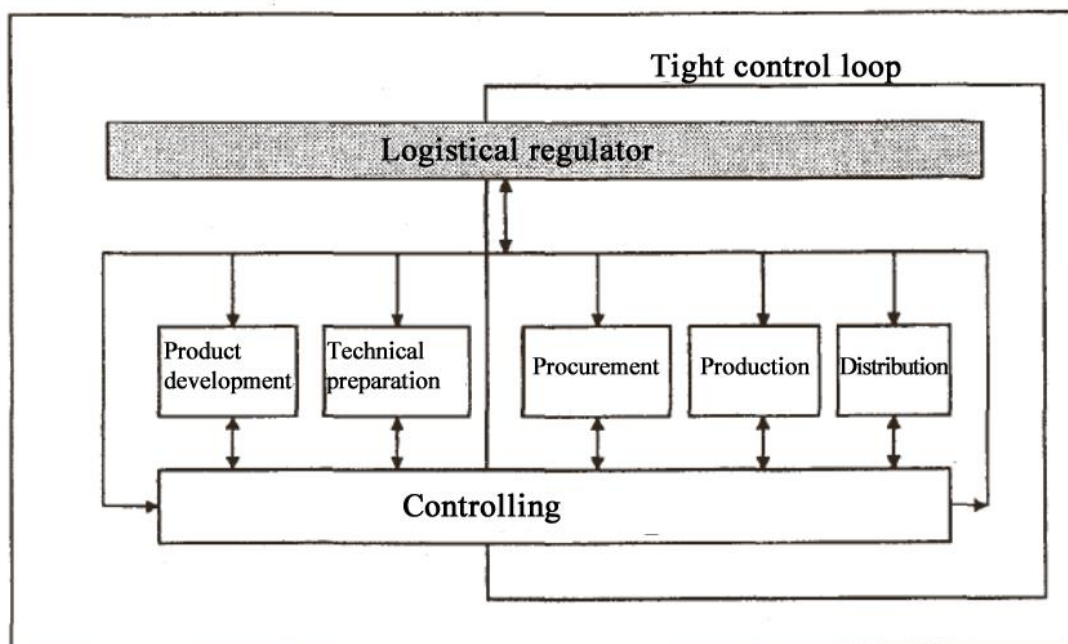 Tight control loop
Logistical regulator
Product
development
Technical
preparation
Procurement
Production
Distribution
Controlling